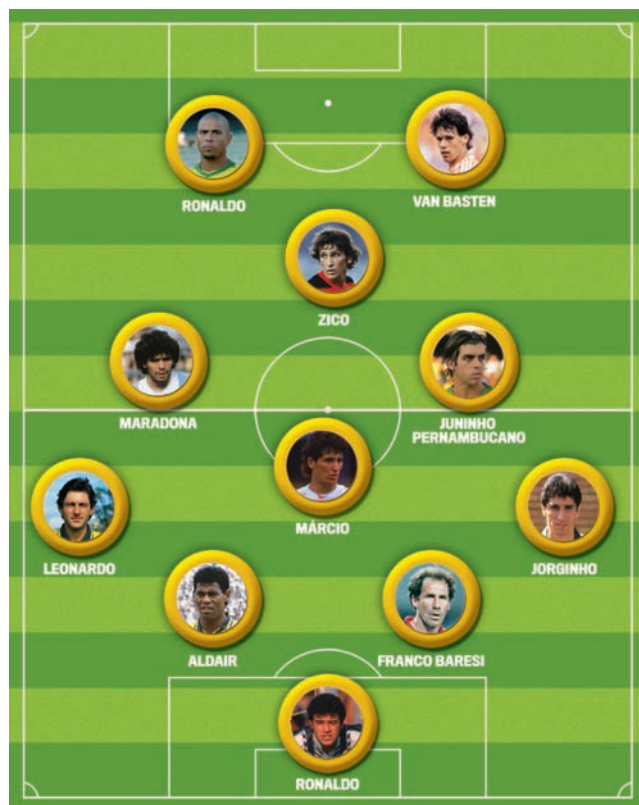 RONALDO
VAN BASTEN
ZICO
MARADONA
JUNINHO
PERNAMBUCANO
MÁRCIO
LEONARDO
JORGINHO
ALDAIR
FRANCO BARESI
RONALDO